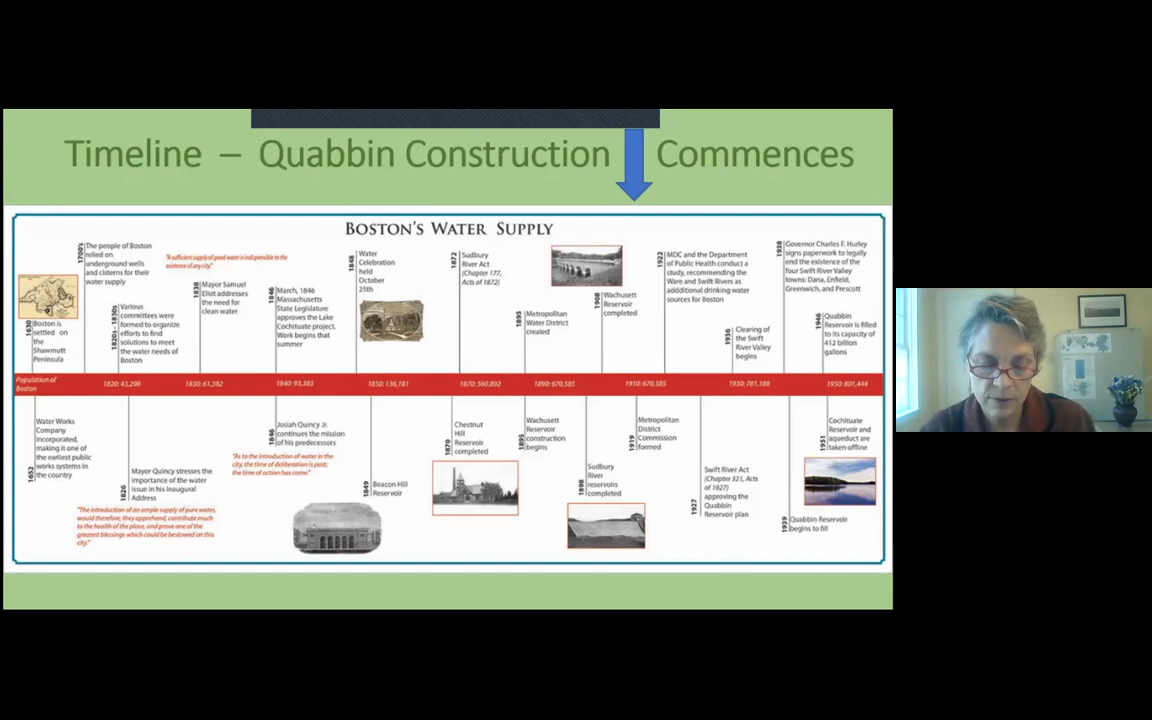 Timeline – Quabbin Construction Commences
BOSTON'S WATER SUPPLY
1630
Boston is
settled on
the
Shawmutt
Peninsula
1700's
The people of Boston
relied on
underground wells
and cisterns for their
water supply
1820s - 1830s
Various
committees were
formed to organize
efforts to find
solutions to meet
the water needs of
Boston
"A sufficient supply of good water is indispensible to the
existence of any city."
1838
Mayor Samuel
Eliot addresses
the need for
clean water
1846
March, 1846
Massachusetts
State Legislature
approves the Lake
Cochituate project.
Work begins that
summer
1848
Water
Celebration
held
October
25th
1872
Sudbury
River Act
(Chapter 177,
Acts of 1872)
1895
Metropolitan
Water District
created
1908
Wachusett
Reservoir
completed
1922
MDC and the Department
of Public Health conduct a
study, recommending the
Ware and Swift Rivers as
addditional drinking water
sources for Boston
1936
Clearing of
the Swift
River Valley
begins
1938
Governor Charles F. Hurley
signs paperwork to legally
end the existence of the
four Swift River Valley
towns: Dana, Enfield,
Greenwich, and Prescott
1946
Quabbin
Reservoir is filled
to its capacity of
412 billion
gallons
Population of
Boston
1820: 43,298
1830: 61,392
1840: 93,383
1850: 136,181
1870: 560,892
1890: 670,585
1910: 670,585
1930: 781,188
1950: 801,444
1652
Water Works
Company
incorporated,
making it one of
the earliest public
works systems in
the country
1826
Mayor Quincy stresses the
importance of the water
issue in his Inaugural
Address
"The introduction of an ample supply of pure water,
would therefore, they apprehend, contribute much
to the health of the place, and prove one of the
greatest blessings which could be bestowed on this
city."
1846
Josiah Quincy Jr.
continues the mission
of his predecessors
"As to the introduction of water in the
city, the time of deliberation is past;
the time of action has come."
1849
Beacon Hill
Reservoir
1870
Chestnut
Hill
Reservoir
completed
1895
Wachusett
Reservoir
construction
begins
1898
Sudbury
River
reservoirs
completed
1919
Metropolitan
District
Commission
formed
1927
Swift River Act
(Chapter 321, Acts
of 1927)
approving the
Quabbin
Reservoir plan
1939
Quabbin Reservoir
begins to fill
1951
Cochituate
Reservoir and
aqueduct are
taken offline